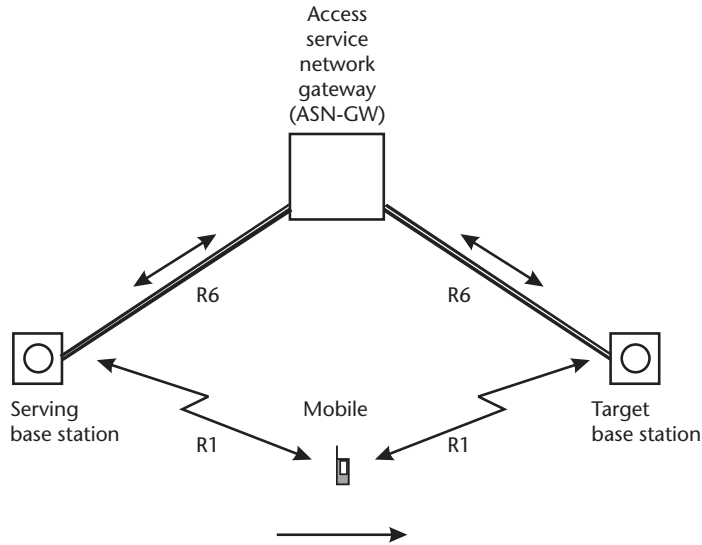 Access
service
network
gateway
(ASN-GW)
R6
R6
Serving
base station
R1
Mobile
R1
Target
base station